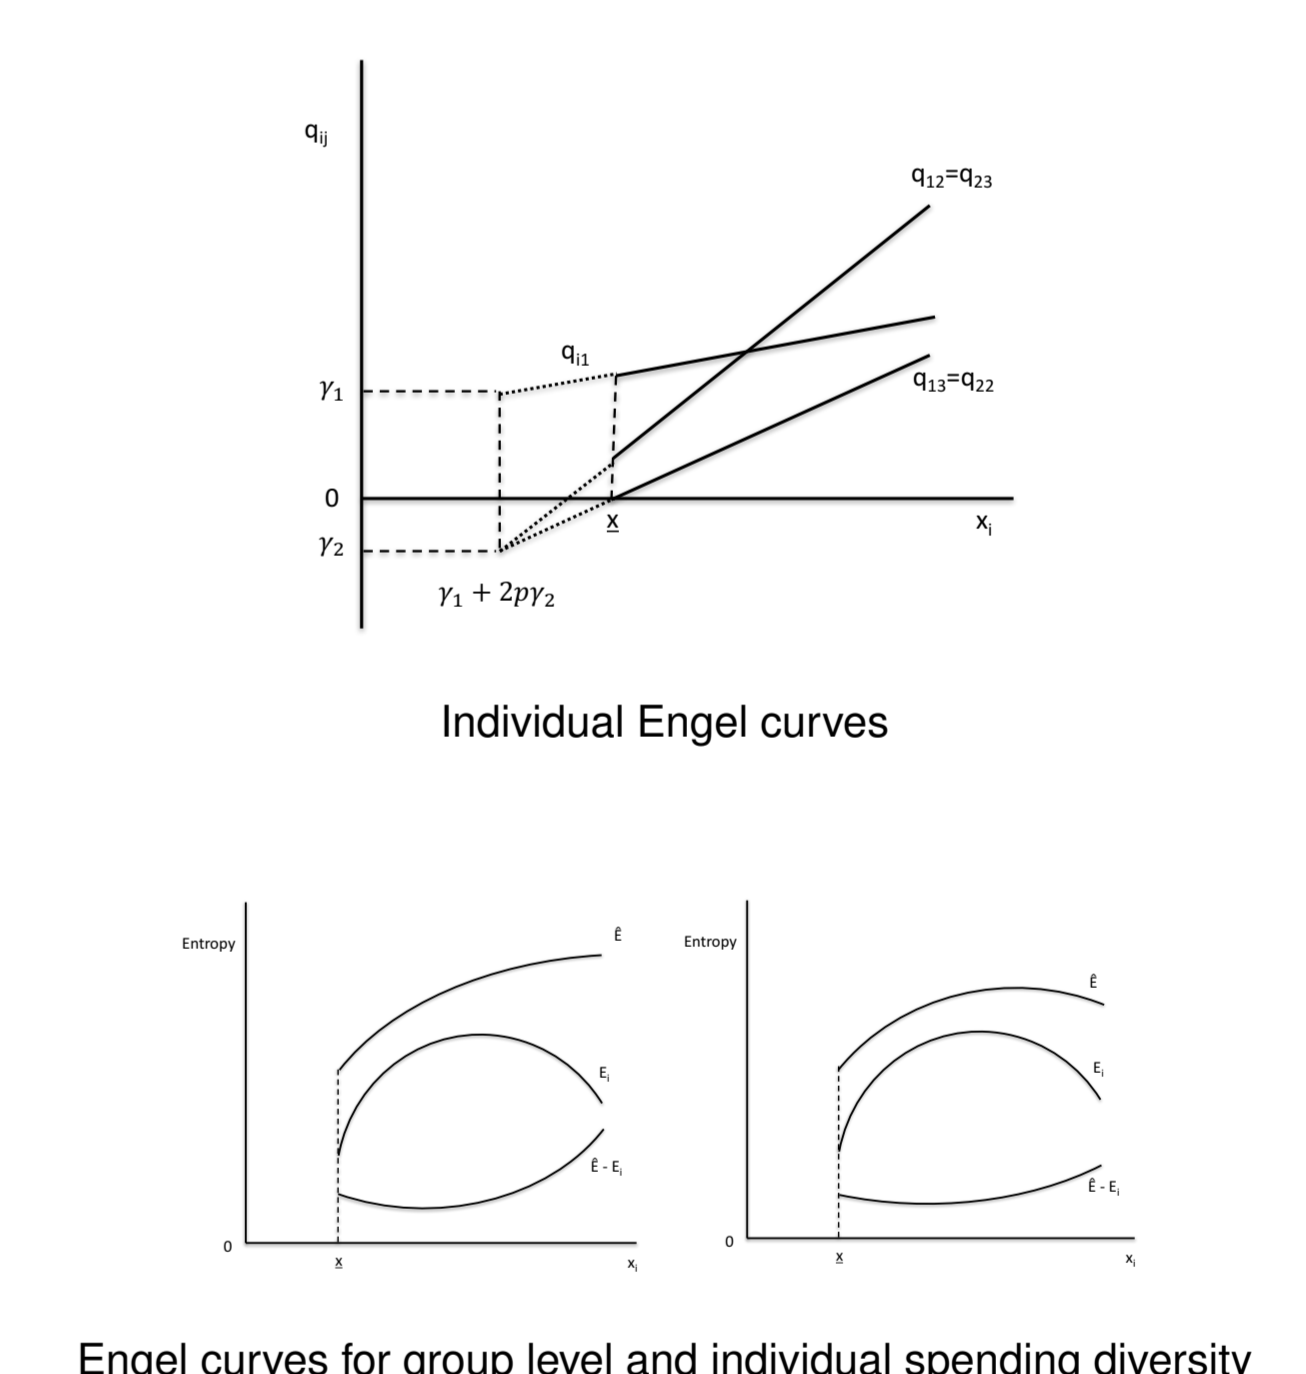 qij
q12=q23
qi1
γ1
q13=q22
0
x
xi
γ2
γ1 + 2pγ2
Individual Engel curves
Entropy
Ê
Ei
Ê - Ei
0
x
xi
Entropy
Ê
Ei
Ê - Ei
0
x
xi
Engel curves for group level and individual spending diversity